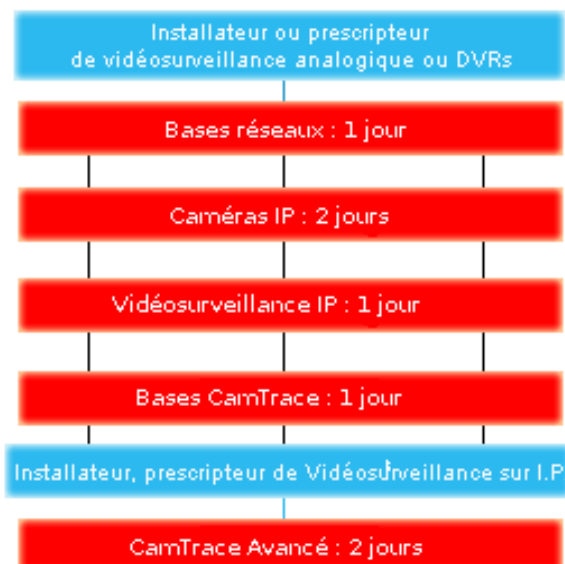 Installateur ou prescripteur
de vidéosurveillance analogique ou DVRs
Bases réseaux : 1 jour
Caméras IP : 2 jours
Vidéosurveillance IP : 1 jour
Bases CamTrace : 1 jour
Installateur, prescripteur de Vidéosurveillance sur I.P
CamTrace Avancé : 2 jours